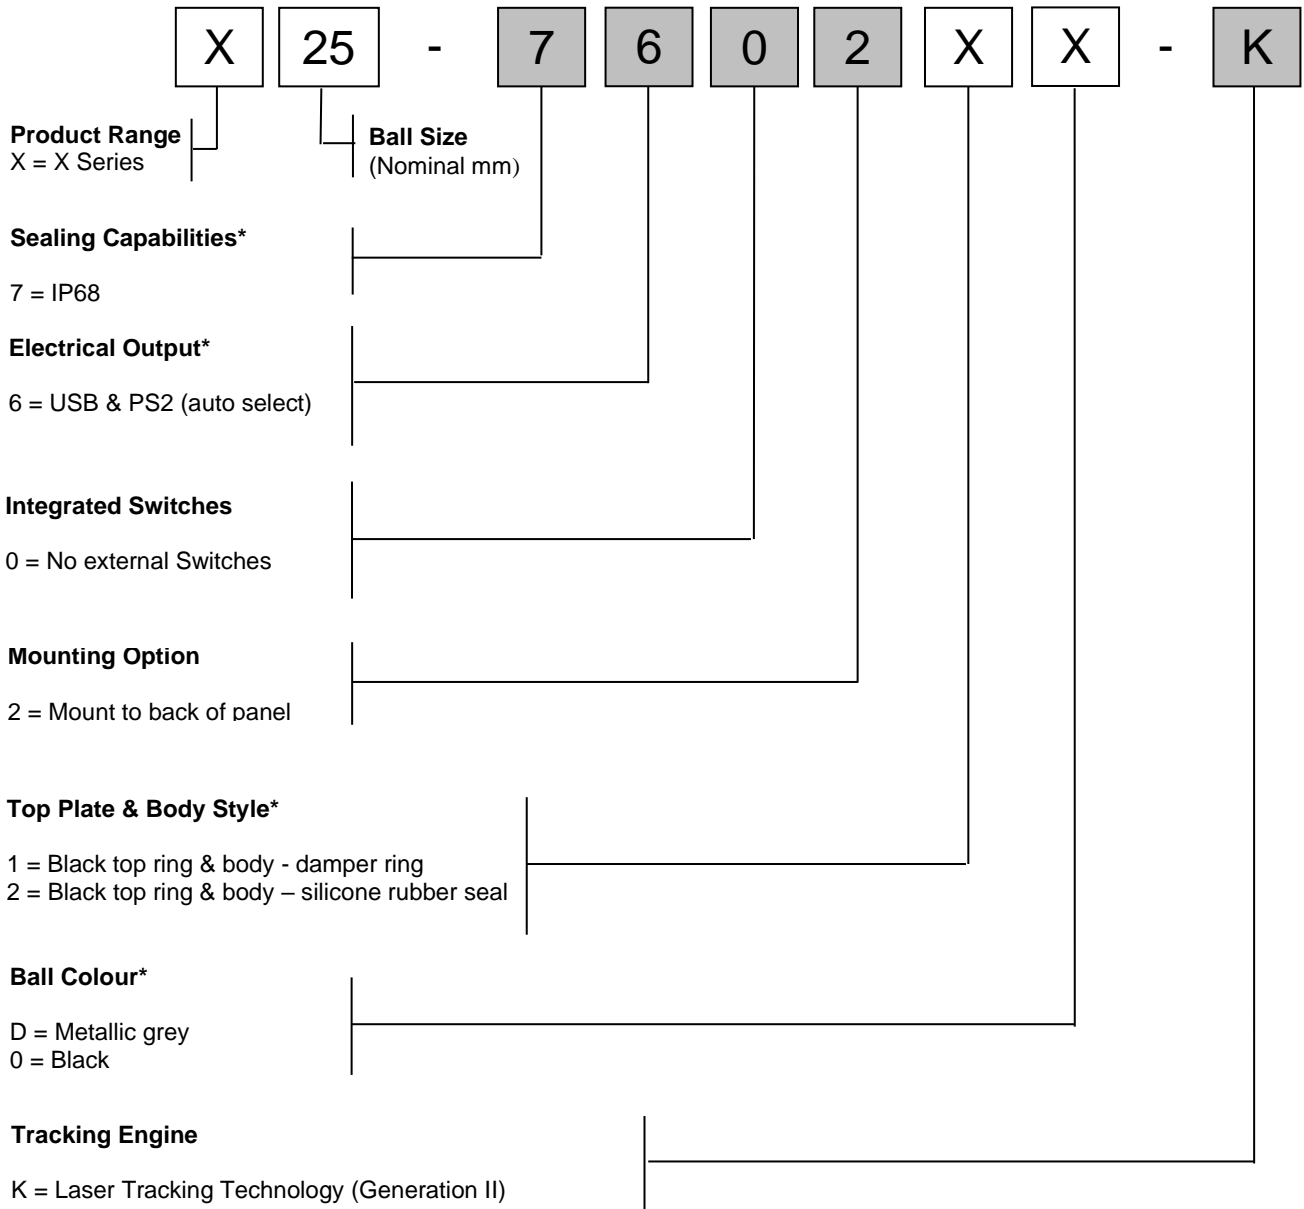 X 25 - 7 6 0 2 X X - K
Product Range
X = X Series
Ball Size
(Nominal mm)
Sealing Capabilities*
7 = IP68
Electrical Output*
6 = USB & PS2 (auto select)
Integrated Switches
0 = No external Switches
Mounting Option
2 = Mount to back of panel
Top Plate & Body Style*
1 = Black top ring & body - damper ring
2 = Black top ring & body – silicone rubber seal
Ball Colour*
D = Metallic grey
0 = Black
Tracking Engine
K = Laser Tracking Technology (Generation II)